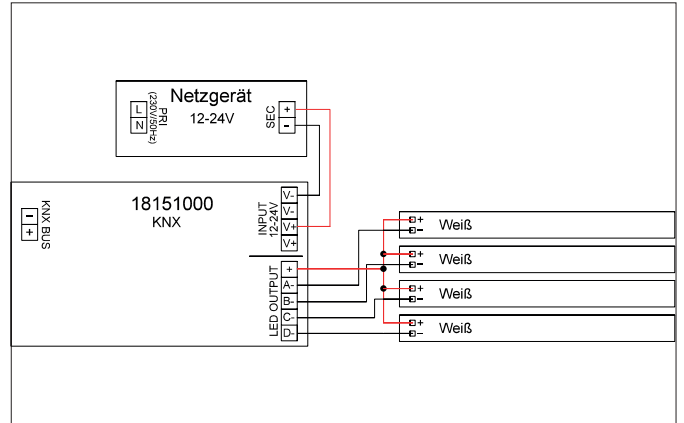 Netzgerät
12-24V
L
N
PRI
(230V/50Hz)
SEC
+
-
18151000
KNX
KNX BUS
-
+
INPUT
12-24V
V-
V-
V+
V+
LED OUTPUT
+
A-
B-
C-
D-
+
-
Weiß
+
-
Weiß
+
-
Weiß
+
-
Weiß